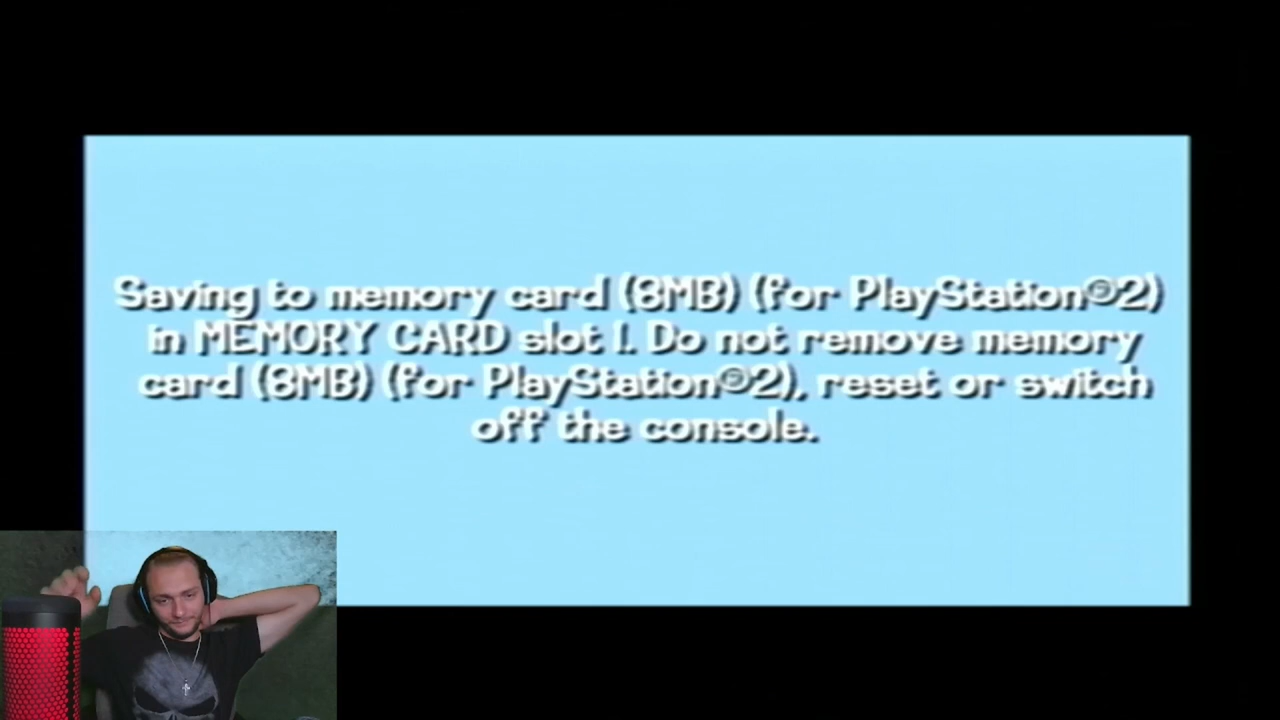 Saving to memory card (8MB) (for PlayStation®2)
in MEMORY CARD slot 1. Do not remove memory
card (8MB) (for PlayStation®2), reset or switch
off the console.